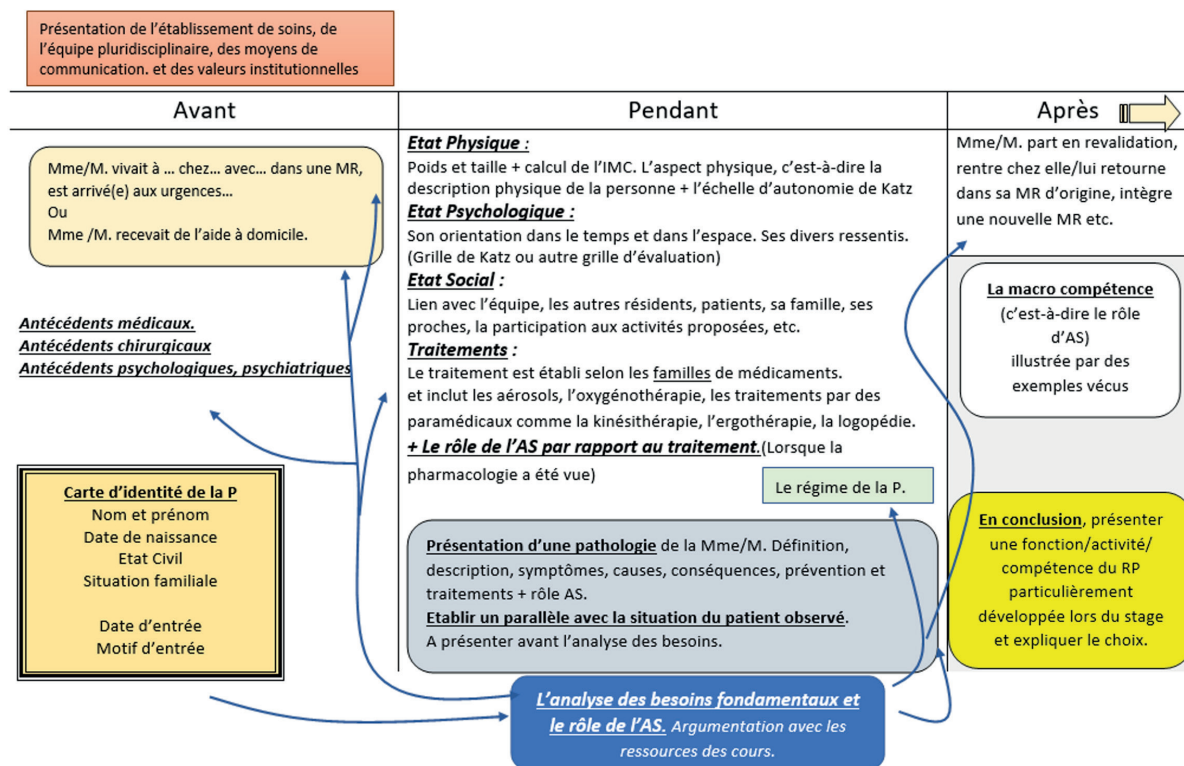 Présentation de l’établissement de soins, de
l’équipe pluridisciplinaire, des moyens de
communication. et des valeurs institutionnelles
Avant
Mme/M. vivait à … chez… avec… dans une MR,
est arrivé(e) aux urgences…
Ou
Mme /M. recevait de l’aide à domicile.
Antécédents médicaux.
Antécédents chirurgicaux
Antécédents psychologiques, psychiatriques
Carte d’identité de la P
Nom et prénom
Date de naissance
Etat Civil
Situation familiale
Date d’entrée
Motif d’entrée
Pendant
Etat Physique :
Poids et taille + calcul de l’IMC. L’aspect physique, c’est-à-dire la
description physique de la personne + l’échelle d’autonomie de Katz
Etat Psychologique :
Son orientation dans le temps et dans l’espace. Ses divers ressentis.
(Grille de Katz ou autre grille d’évaluation)
Etat Social :
Lien avec l’équipe, les autres résidents, patients, sa famille, ses
proches, la participation aux activités proposées, etc.
Traitements :
Le traitement est établi selon les familles de médicaments.
et inclut les aérosols, l’oxygénothérapie, les traitements par des
paramédicaux comme la kinésithérapie, l’ergothérapie, la logopédie.
+ Le rôle de l’AS par rapport au traitement.(Lorsque la
pharmacologie a été vue)
Le régime de la P.
Présentation d’une pathologie de la Mme/M. Définition,
description, symptômes, causes, conséquences, prévention et
traitements + rôle AS.
Etablir un parallèle avec la situation du patient observé.
A présenter avant l’analyse des besoins.
L’analyse des besoins fondamentaux et
le rôle de l’AS. Argumentation avec les
ressources des cours.
Après
Mme/M. part en revalidation,
rentre chez elle/lui retourne
dans sa MR d’origine, intègre
une nouvelle MR etc.
La macro compétence
(c’est-à-dire le rôle
d’AS)
illustrée par des
exemples vécus
En conclusion, présenter
une fonction/activité/
compétence du RP
particulièrement
développée lors du stage
et expliquer le choix.